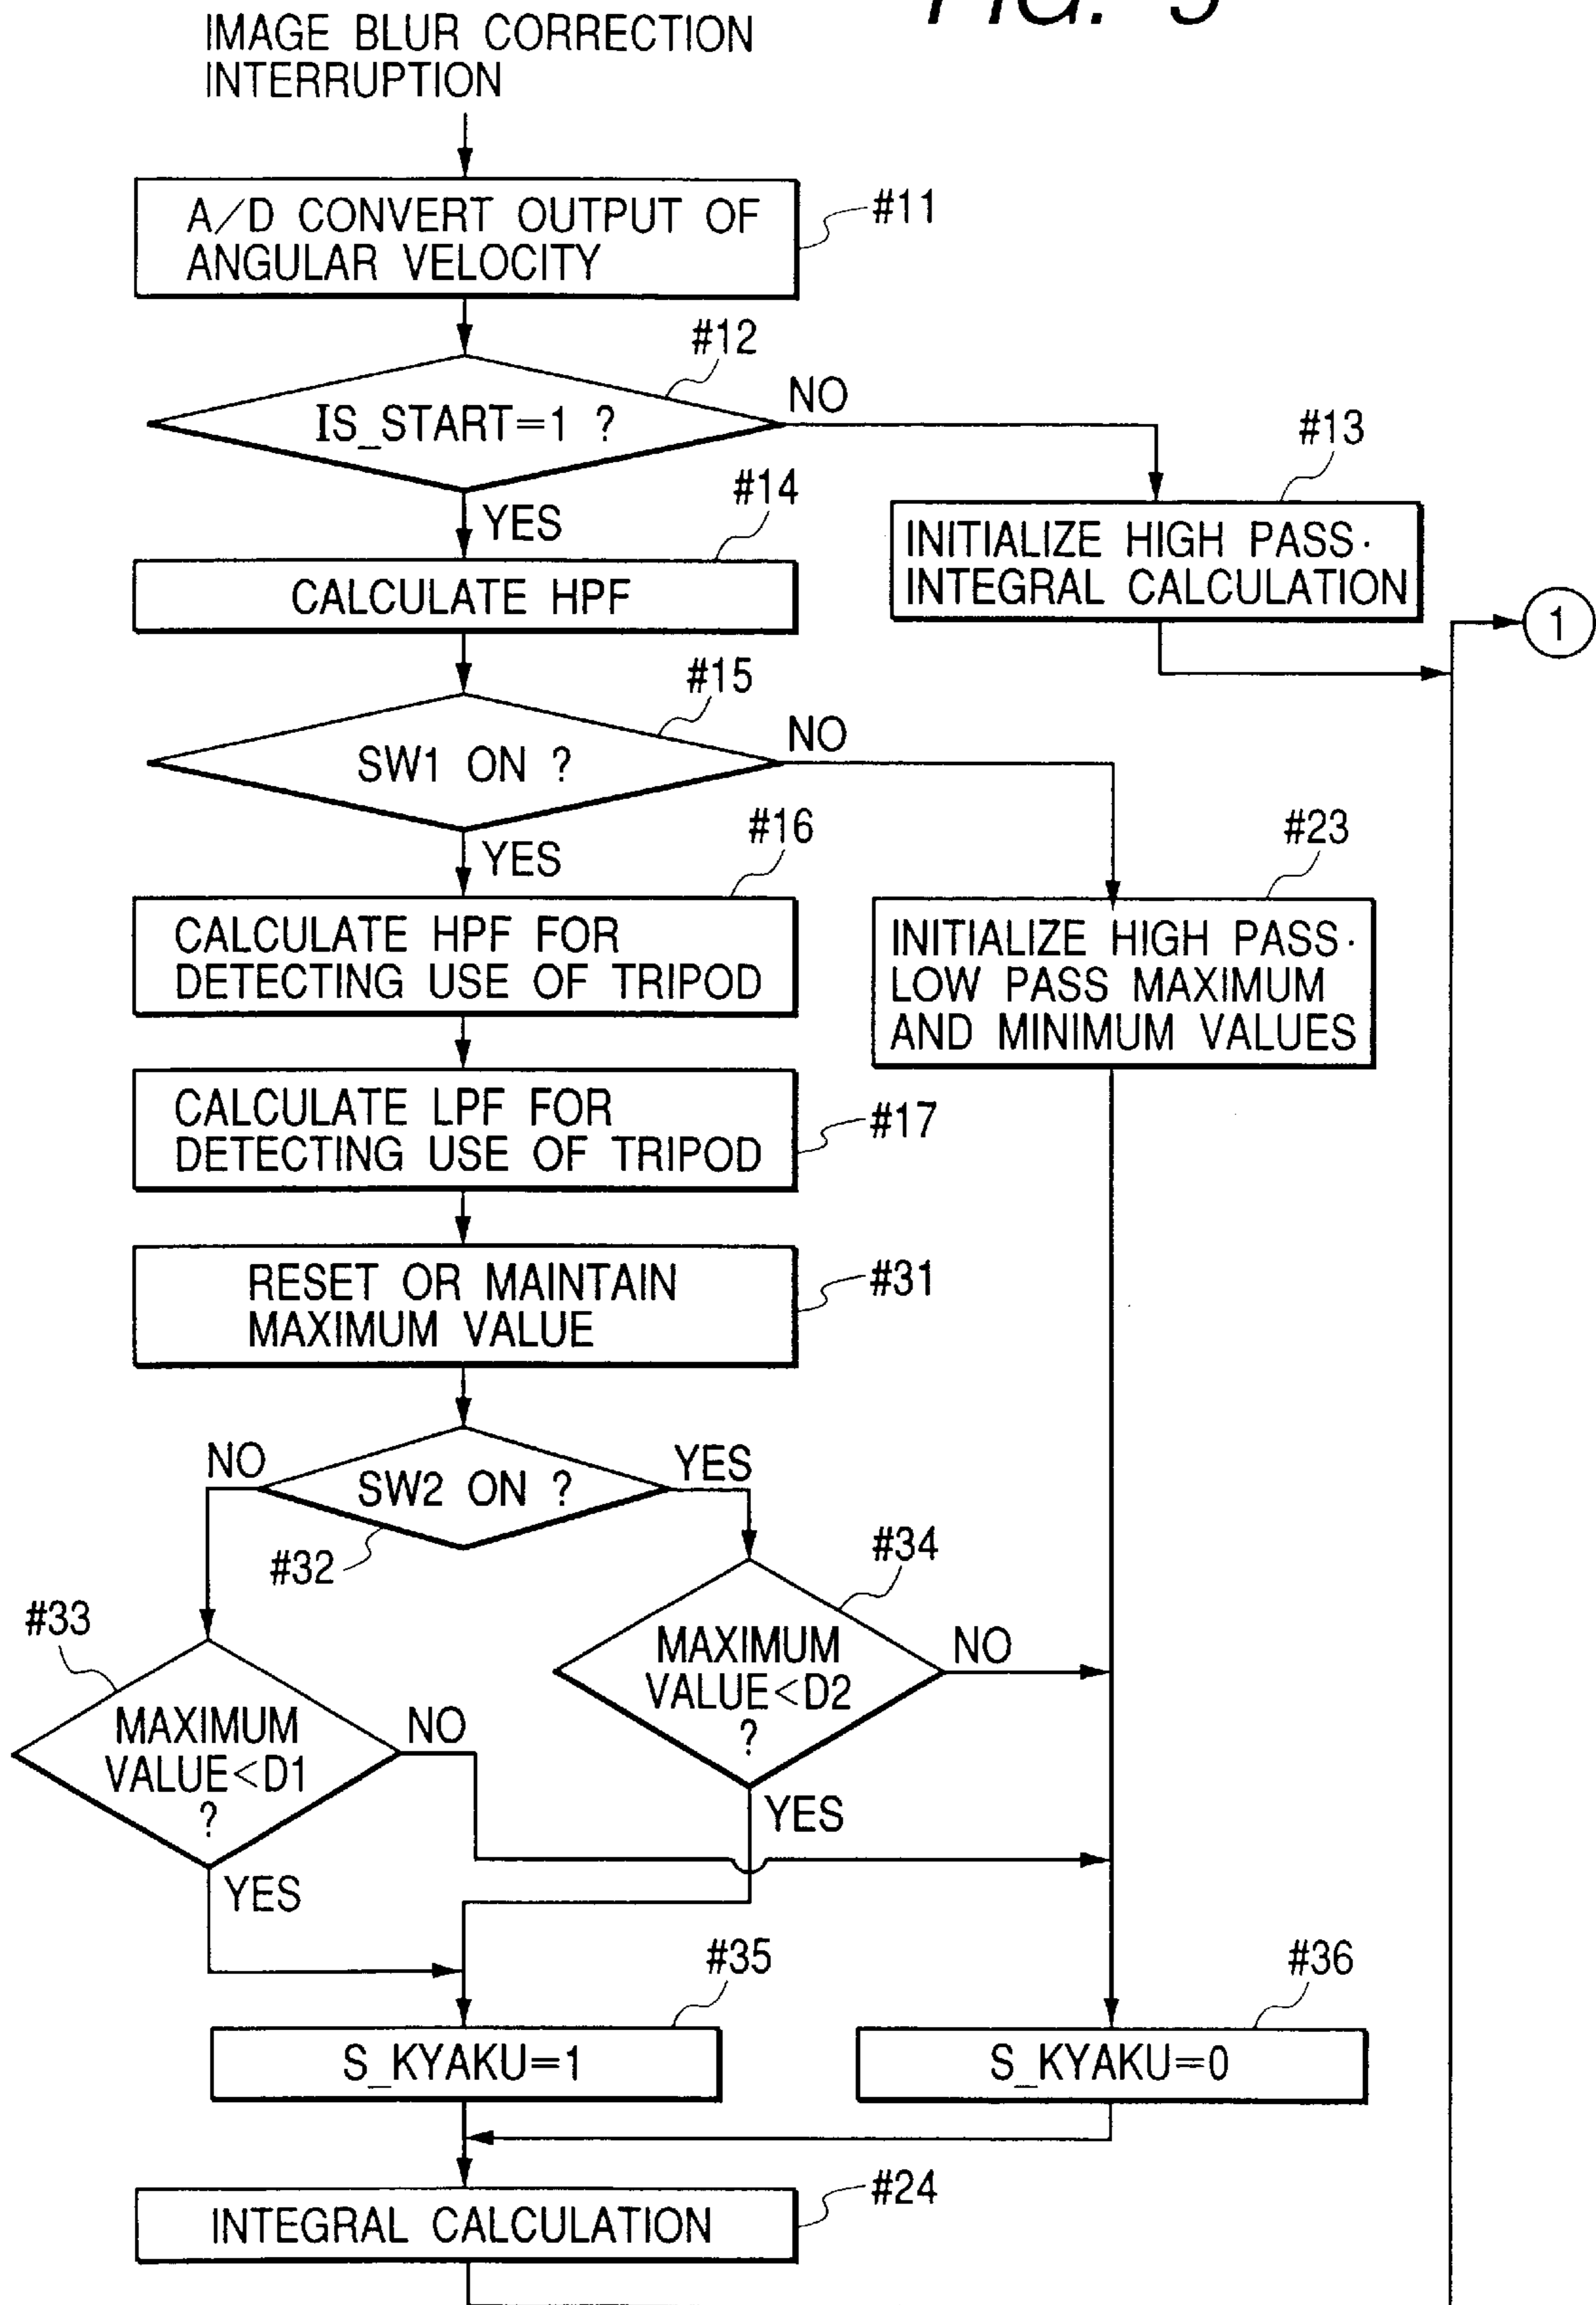 FIG. 5
IMAGE BLUR CORRECTION
INTERRUPTION
A/D CONVERT OUTPUT OF
ANGULAR VELOCITY
#11
#12
IS_START=1 ?
NO
YES
#13
INITIALIZE HIGH PASS·
INTEGRAL CALCULATION
1
#14
CALCULATE HPF
#15
SW1 ON ?
NO
YES
#16
CALCULATE HPF FOR
DETECTING USE OF TRIPOD
#23
INITIALIZE HIGH PASS·
LOW PASS MAXIMUM
AND MINIMUM VALUES
CALCULATE LPF FOR
DETECTING USE OF TRIPOD
#17
RESET OR MAINTAIN
MAXIMUM VALUE
#31
NO
SW2 ON ?
YES
#32
#34
MAXIMUM
VALUE<D2
?
NO
YES
#33
MAXIMUM
VALUE<D1
?
NO
YES
#35
S_KYAKU=1
#36
S_KYAKU=0
#24
INTEGRAL CALCULATION